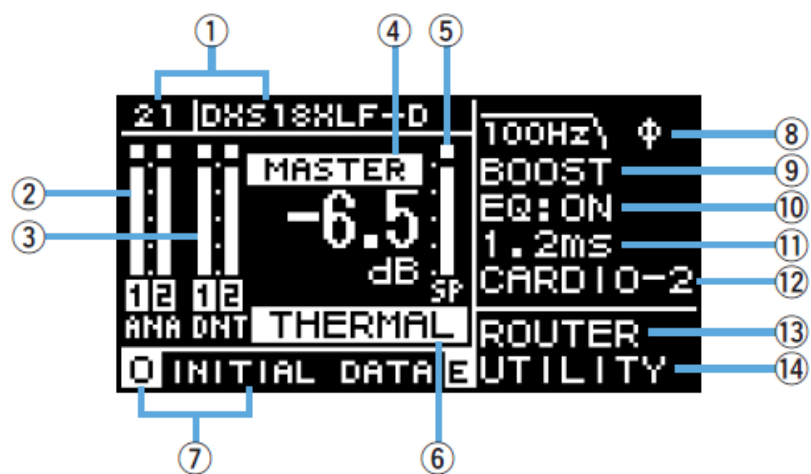 ① ④ ⑤
21 DXS18XLF-D
100Hz ϕ ⑧
② MASTER BOOST ⑨
③ -6.5 EQ:ON ⑩
dB 1.2ms ⑪
1 2 1 2 SP CARDIO-2 ⑫
ANA DNT THERMAL ROUTER ⑬
0 INITIAL DATA E UTILITY ⑭
⑦ ⑥